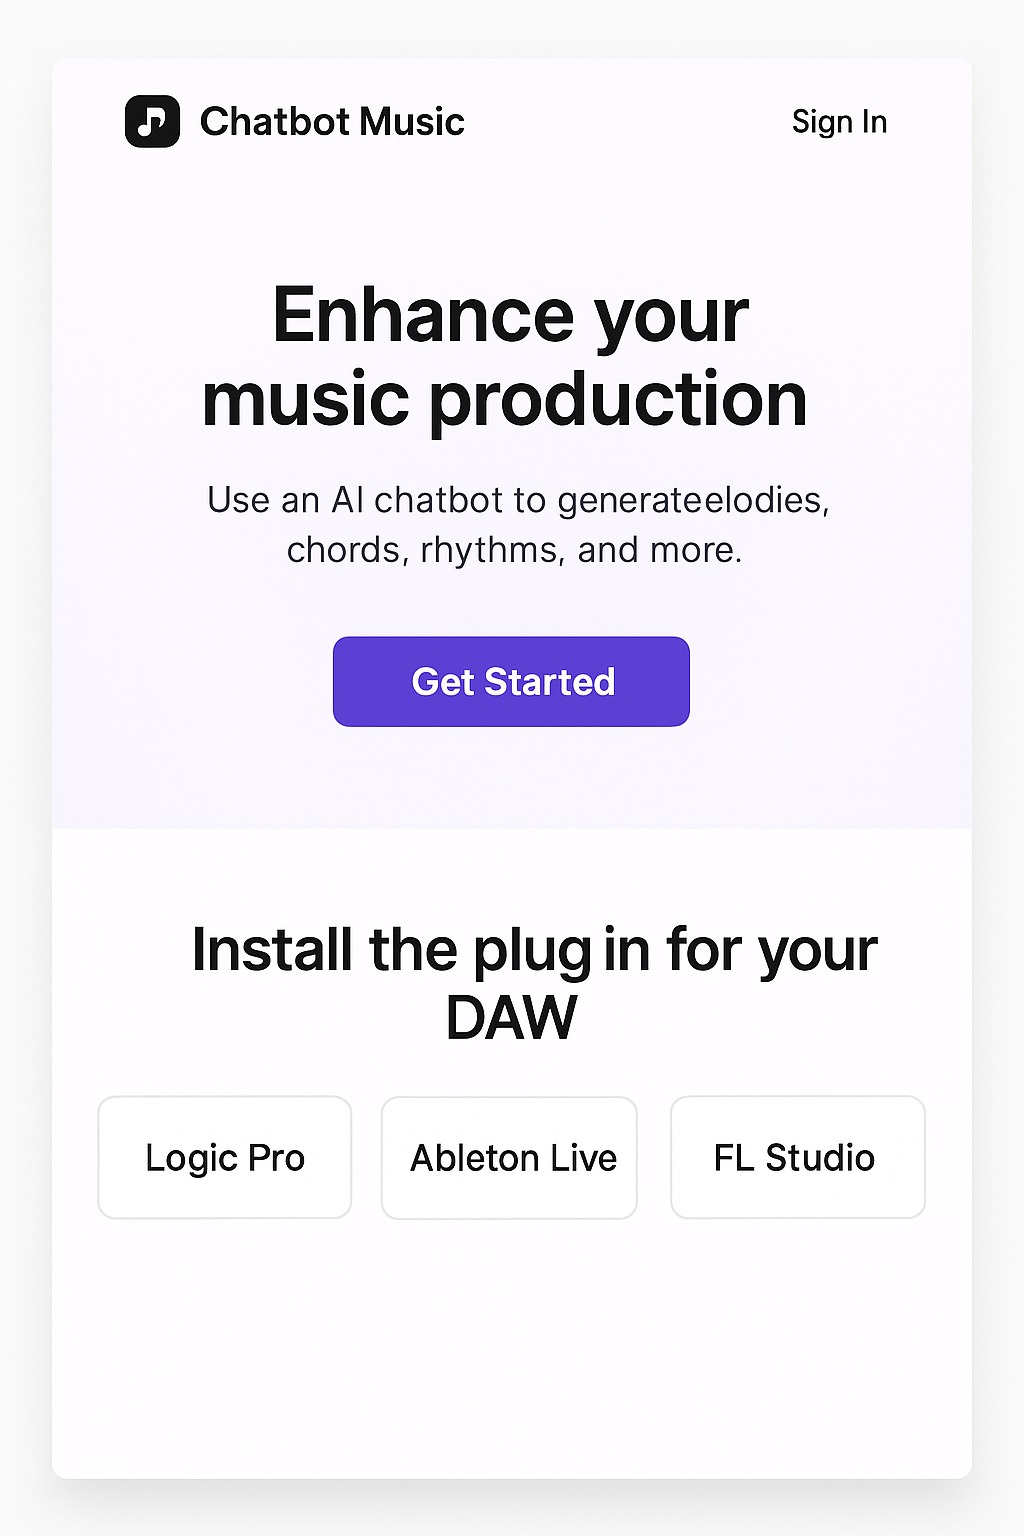 Chatbot Music
Sign In
Enhance your
music production
Use an AI chatbot to generateelodies,
chords, rhythms, and more.
Get Started
Install the plug in for your
DAW
Logic Pro
Ableton Live
FL Studio